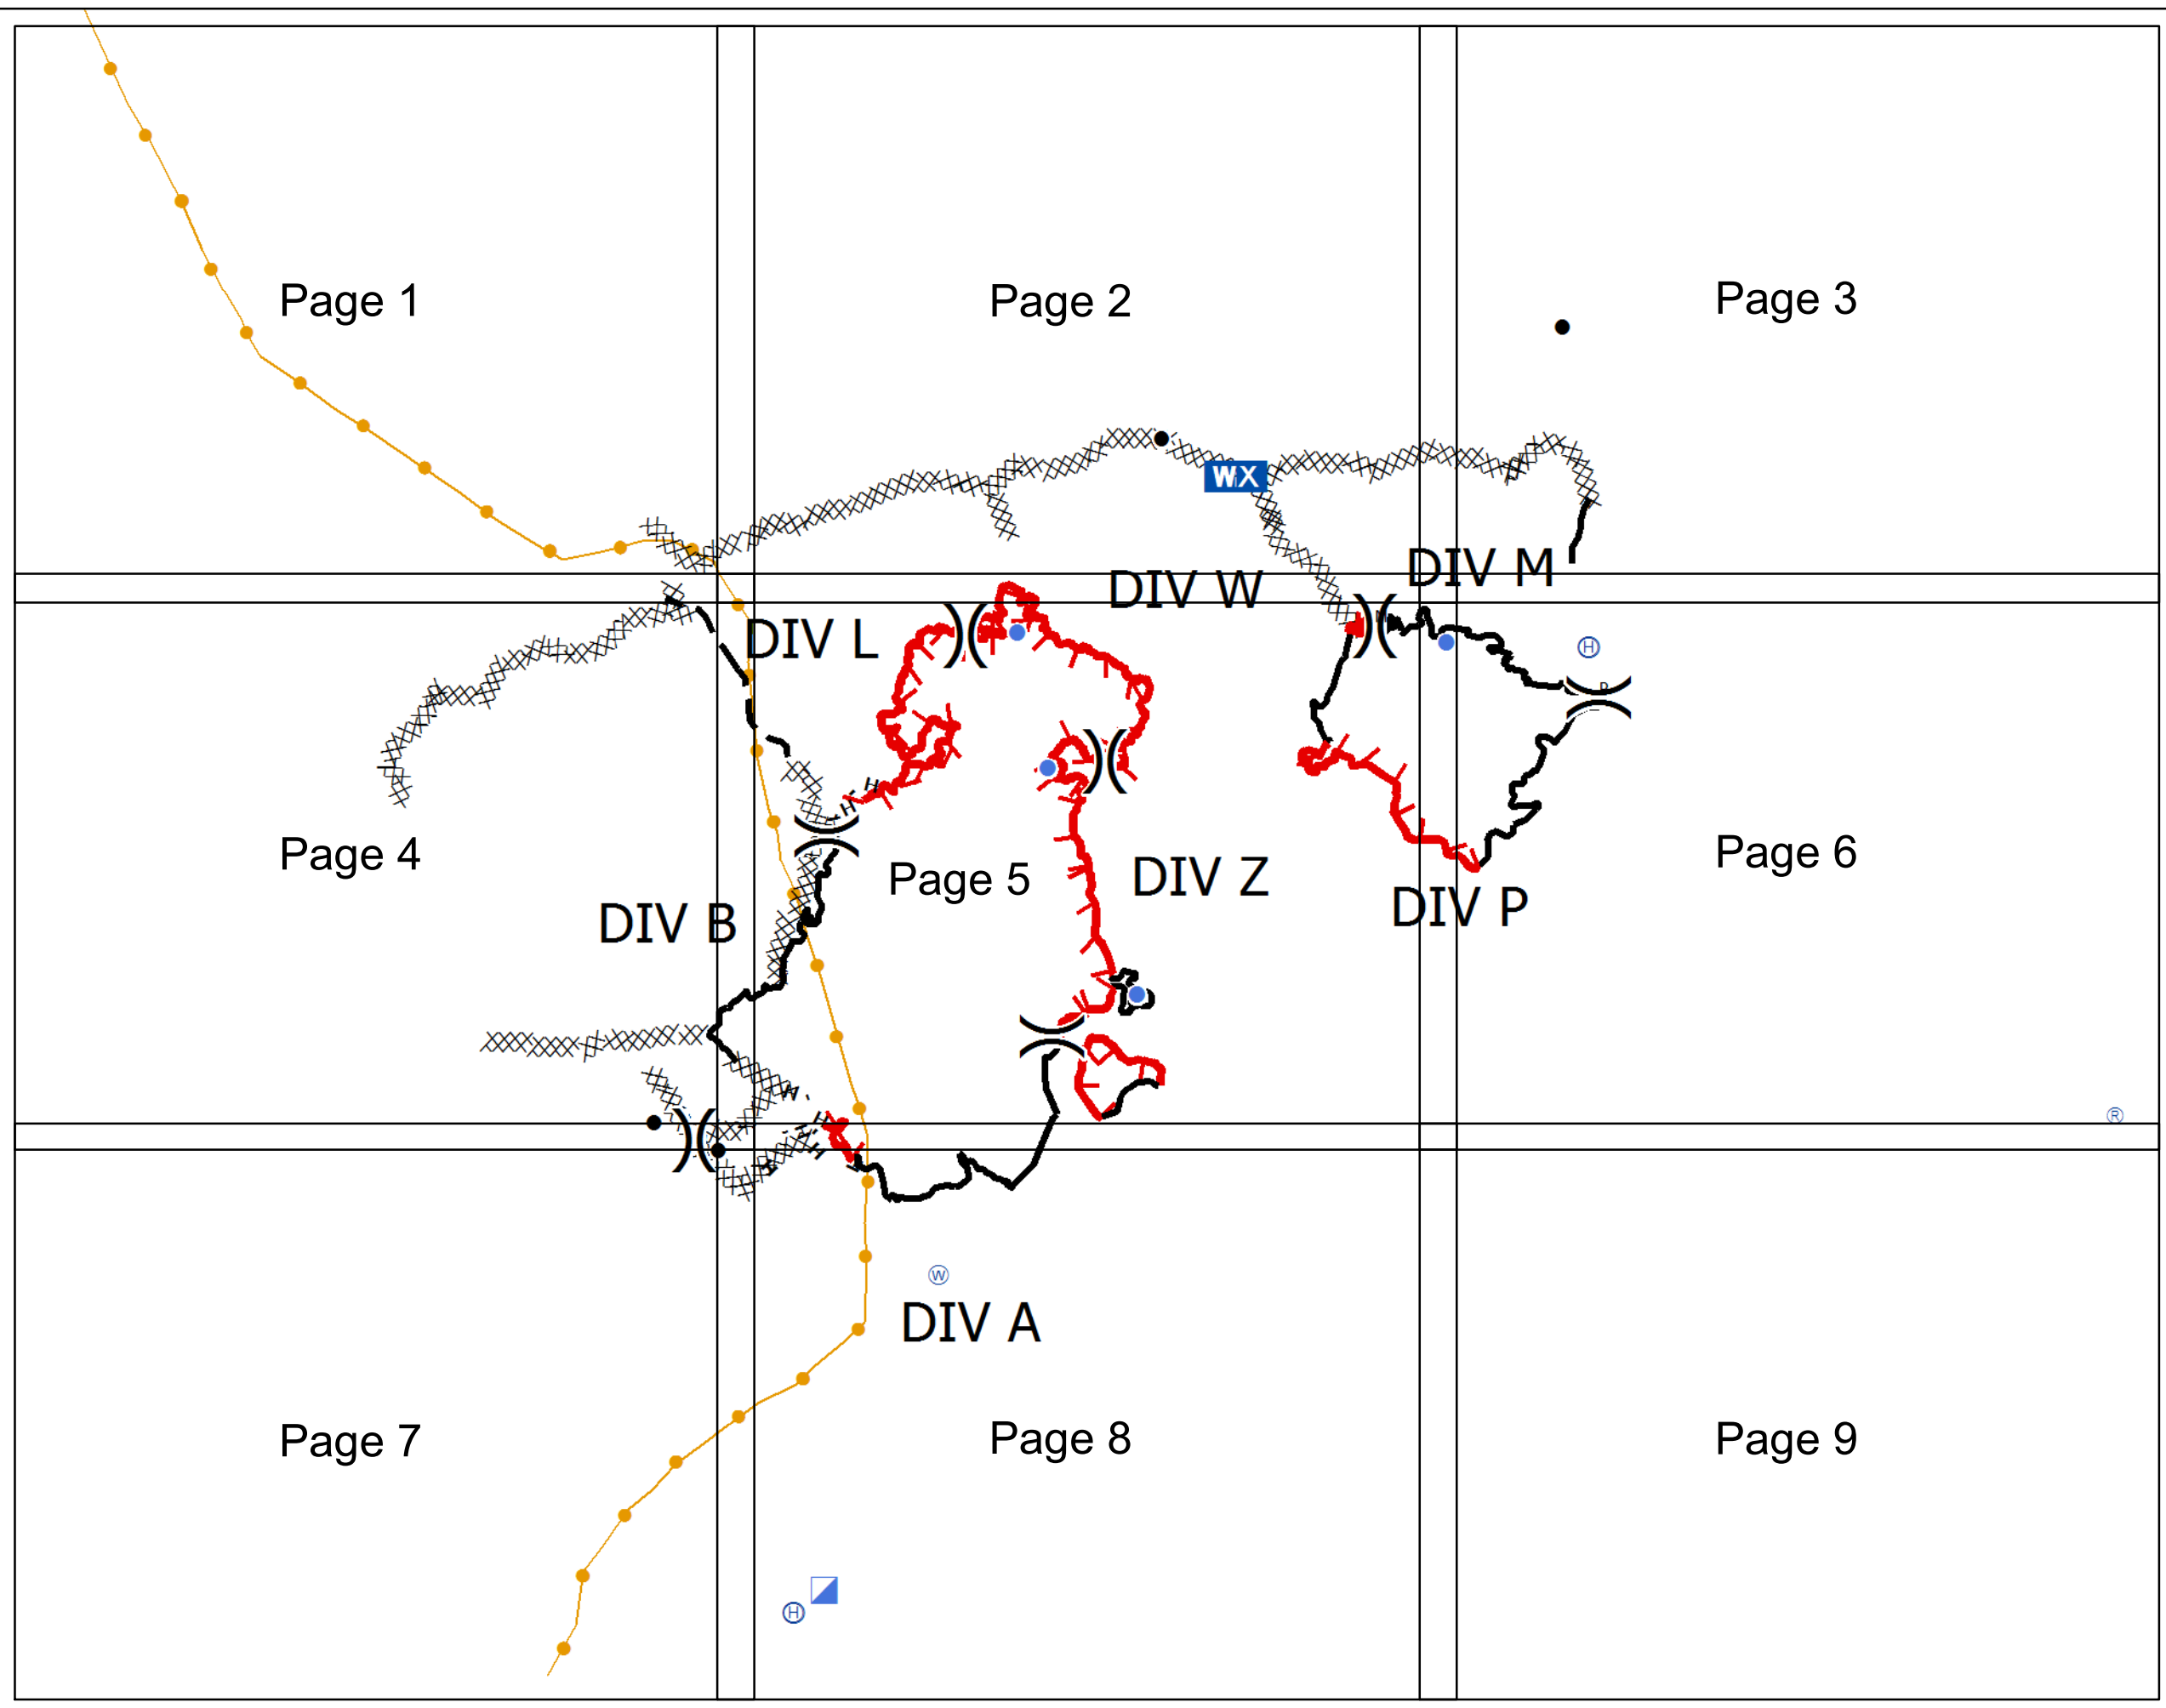 Page 1
Page 2
Page 3
WX
DIV M
DIV W
DIV L
H
H
H
Page 4
Page 5
DIV Z
Page 6
DIV P
DIV B
H
H
H
R
W
DIV A
Page 7
Page 8
Page 9
H